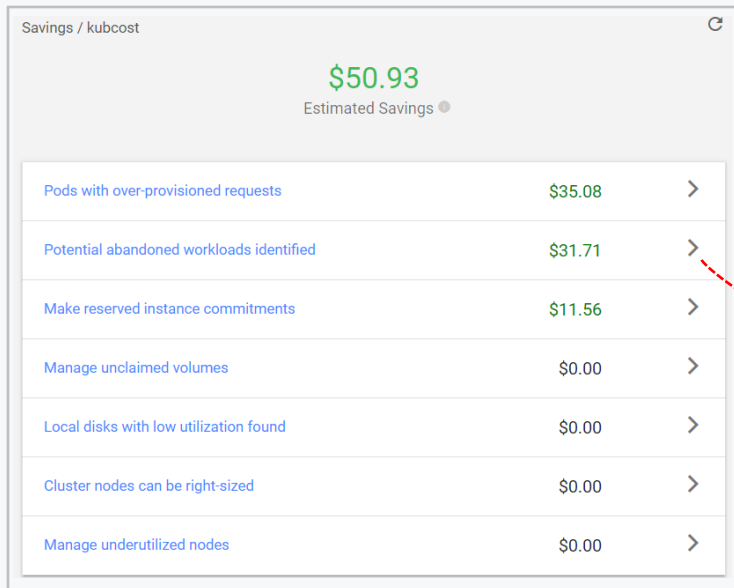 Savings / kubcost
$50.93
Estimated Savings
Pods with over-provisioned requests $35.08
Potential abandoned workloads identified $31.71
Make reserved instance commitments $11.56
Manage unclaimed volumes $0.00
Local disks with low utilization found $0.00
Cluster nodes can be right-sized $0.00
Manage underutilized nodes $0.00